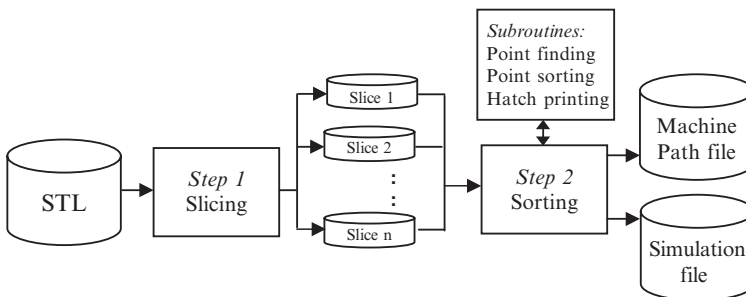 STL
Step 1
Slicing
Slice 1
Slice 2
:
:
Slice n
Subroutines:
Point finding
Point sorting
Hatch printing
Step 2
Sorting
Machine
Path file
Simulation
file